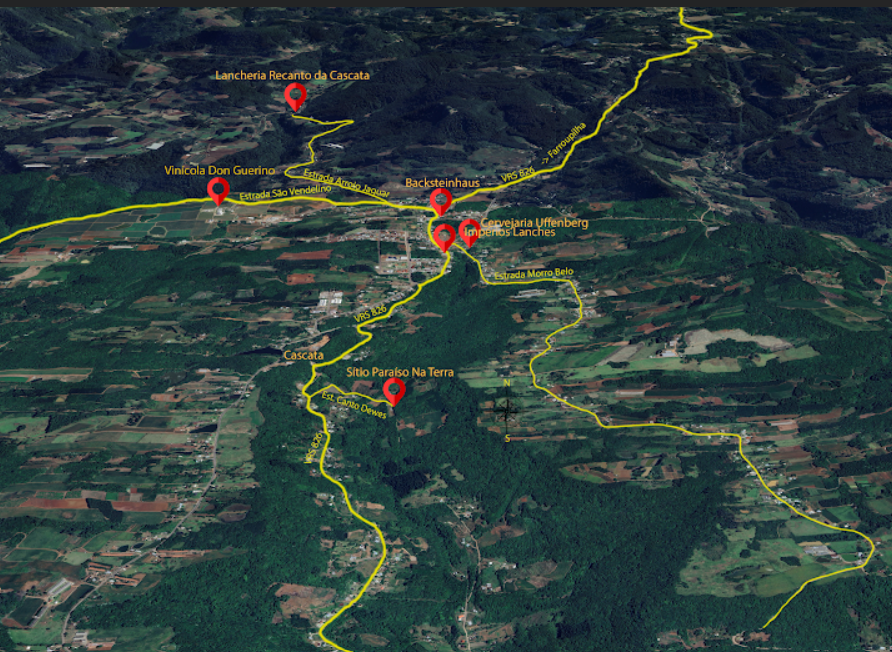 Lancheria Recanto da Cascata
VRS 826 -> Farroupilha
Vinícola Don Guerino
Estrada Arroio Jaguar
Estrada São Vendelino
Backsteinhaus
Cervejaria Uffenberg
Impérios Lanches
Estrada Morro Belo
VRS 826
Cascata
Sítio Paraíso Na Terra
Est. Canto Dewes
N
S
VRS 826